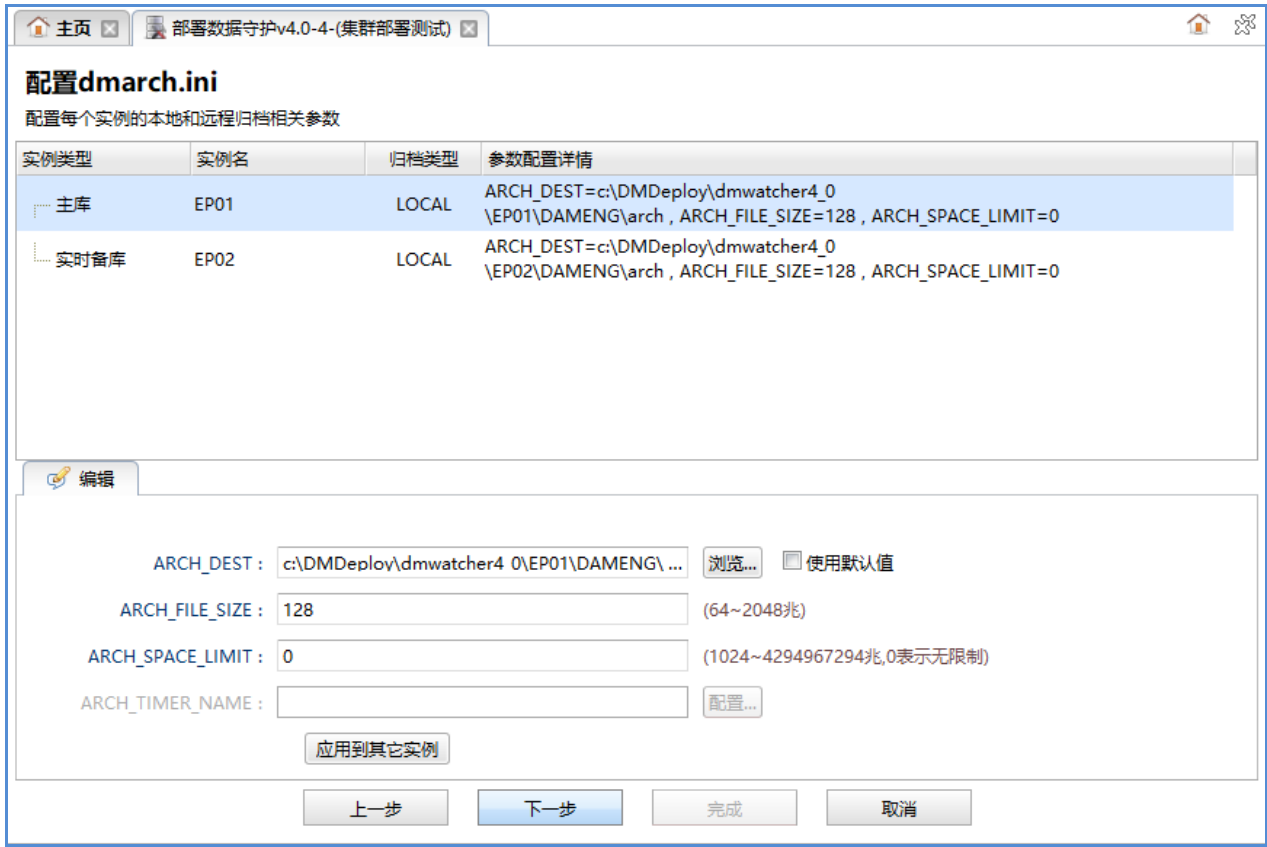 主页
部署数据守护v4.0-4-(集群部署测试)
配置dmarch.ini
配置每个实例的本地和远程归档相关参数
实例类型 实例名 归档类型 参数配置详情
主库 EP01 LOCAL ARCH_DEST=c:\DMDeploy\dmwatcher4_0
\EP01\DAMENG\arch , ARCH_FILE_SIZE=128 , ARCH_SPACE_LIMIT=0
实时备库 EP02 LOCAL ARCH_DEST=c:\DMDeploy\dmwatcher4_0
\EP02\DAMENG\arch , ARCH_FILE_SIZE=128 , ARCH_SPACE_LIMIT=0
编辑
ARCH_DEST : c:\DMDeploy\dmwatcher4 0\EP01\DAMENG\ ... 浏览... 使用默认值
ARCH_FILE_SIZE : 128 (64~2048兆)
ARCH_SPACE_LIMIT : 0 (1024~4294967294兆,0表示无限制)
ARCH_TIMER_NAME : 配置...
应用到其它实例
上一步 下一步 完成 取消